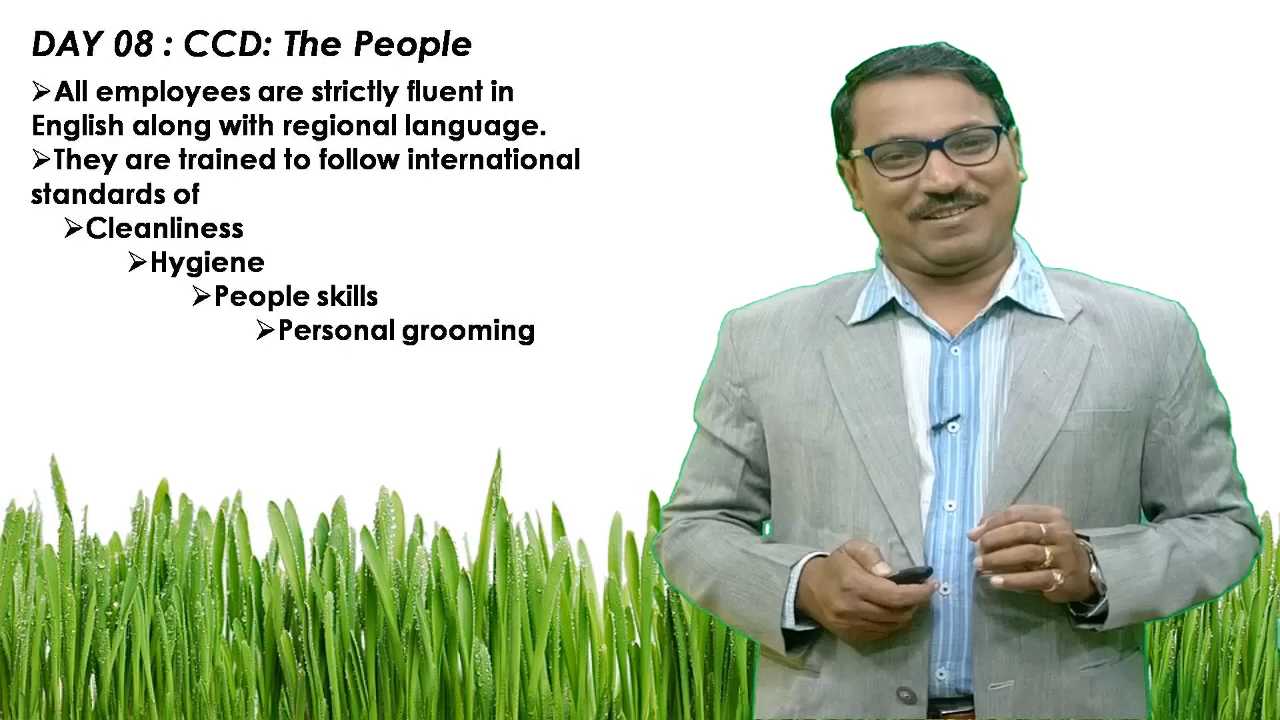 DAY 08 : CCD: The People
➢All employees are strictly fluent in
English along with regional language.
➢They are trained to follow international
standards of
➢Cleanliness
➢Hygiene
➢People skills
➢Personal grooming